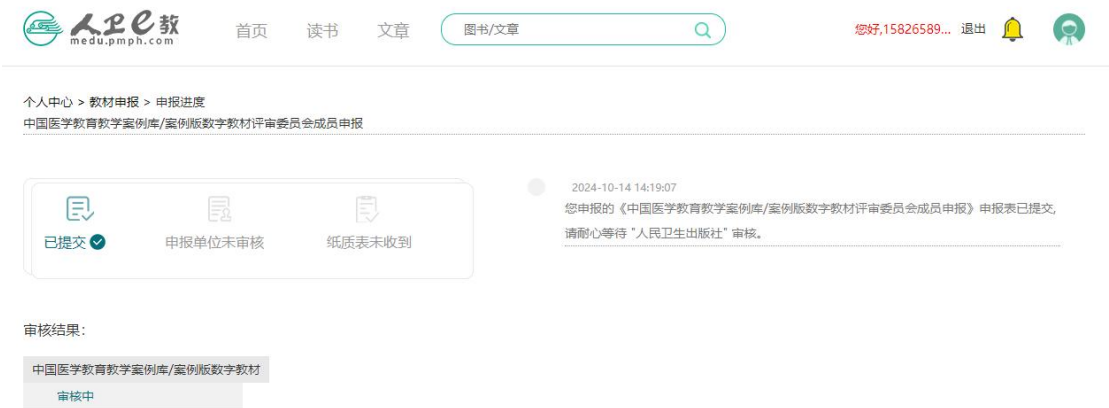 人卫e教
medu.pmph.com
首页 读书 文章 图书/文章 您好,15826589... 退出
个人中心 > 教材申报 > 申报进度
中国医学教育教学案例库/案例版数字教材评审委员会成员申报
已提交 申报单位未审核 纸质表未收到
2024-10-14 14:19:07
您申报的《中国医学教育教学案例库/案例版数字教材评审委员会成员申报》申报表已提交,
请耐心等待 "人民卫生出版社" 审核。
审核结果:
中国医学教育教学案例库/案例版数字教材
审核中